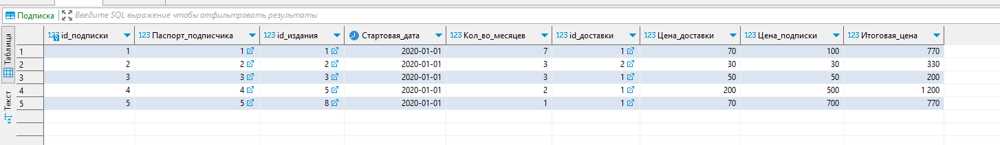 Подписка Введите SQL выражение чтобы отфильтровать результаты
Таблица
Текст
123 id_подписки 123 Паспорт_подписчика 123 id_издания Стартовая_дата 123 Кол_во_месяцев 123 id_доставки 123 Цена_доставки 123 Цена_подписки 123 Итоговая_цена
1 1 1 1 2020-01-01 7 1 70 100 770
2 2 2 2 2020-01-01 3 2 30 30 330
3 3 3 3 2020-01-01 3 1 50 50 200
4 4 4 5 2020-01-01 2 1 200 500 1 200
5 5 5 8 2020-01-01 1 1 70 700 770